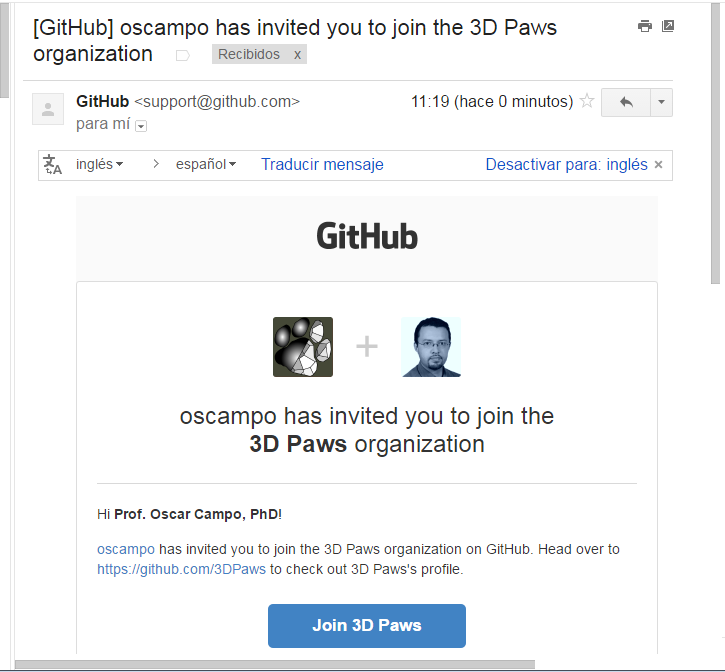 [GitHub] oscampo has invited you to join the 3D Paws
organization Recibidos x
GitHub <support@github.com> 11:19 (hace 0 minutos)
para mí
inglés > español Traducir mensaje Desactivar para: inglés ×
GitHub
+
oscampo has invited you to join the
3D Paws organization
Hi Prof. Oscar Campo, PhD!
oscampo has invited you to join the 3D Paws organization on GitHub. Head over to
https://github.com/3DPaws to check out 3D Paws's profile.
Join 3D Paws